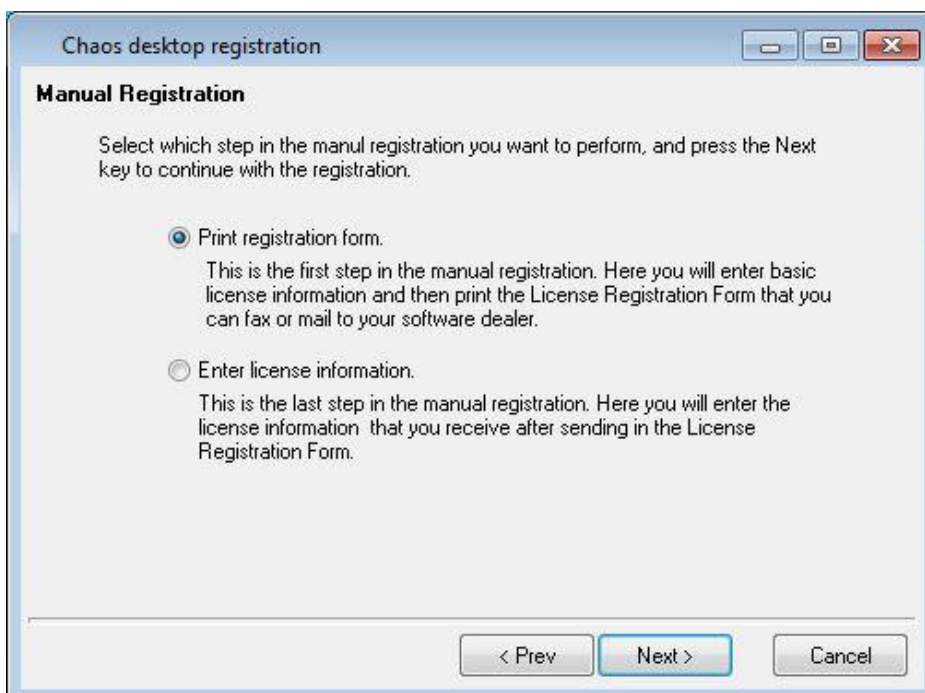 Chaos desktop registration
Manual Registration
Select which step in the manul registration you want to perform, and press the Next
key to continue with the registration.
Print registration form.
This is the first step in the manual registration. Here you will enter basic
license information and then print the License Registration Form that you
can fax or mail to your software dealer.
Enter license information.
This is the last step in the manual registration. Here you will enter the
license information  that you receive after sending in the License
Registration Form.
< Prev
Next >
Cancel